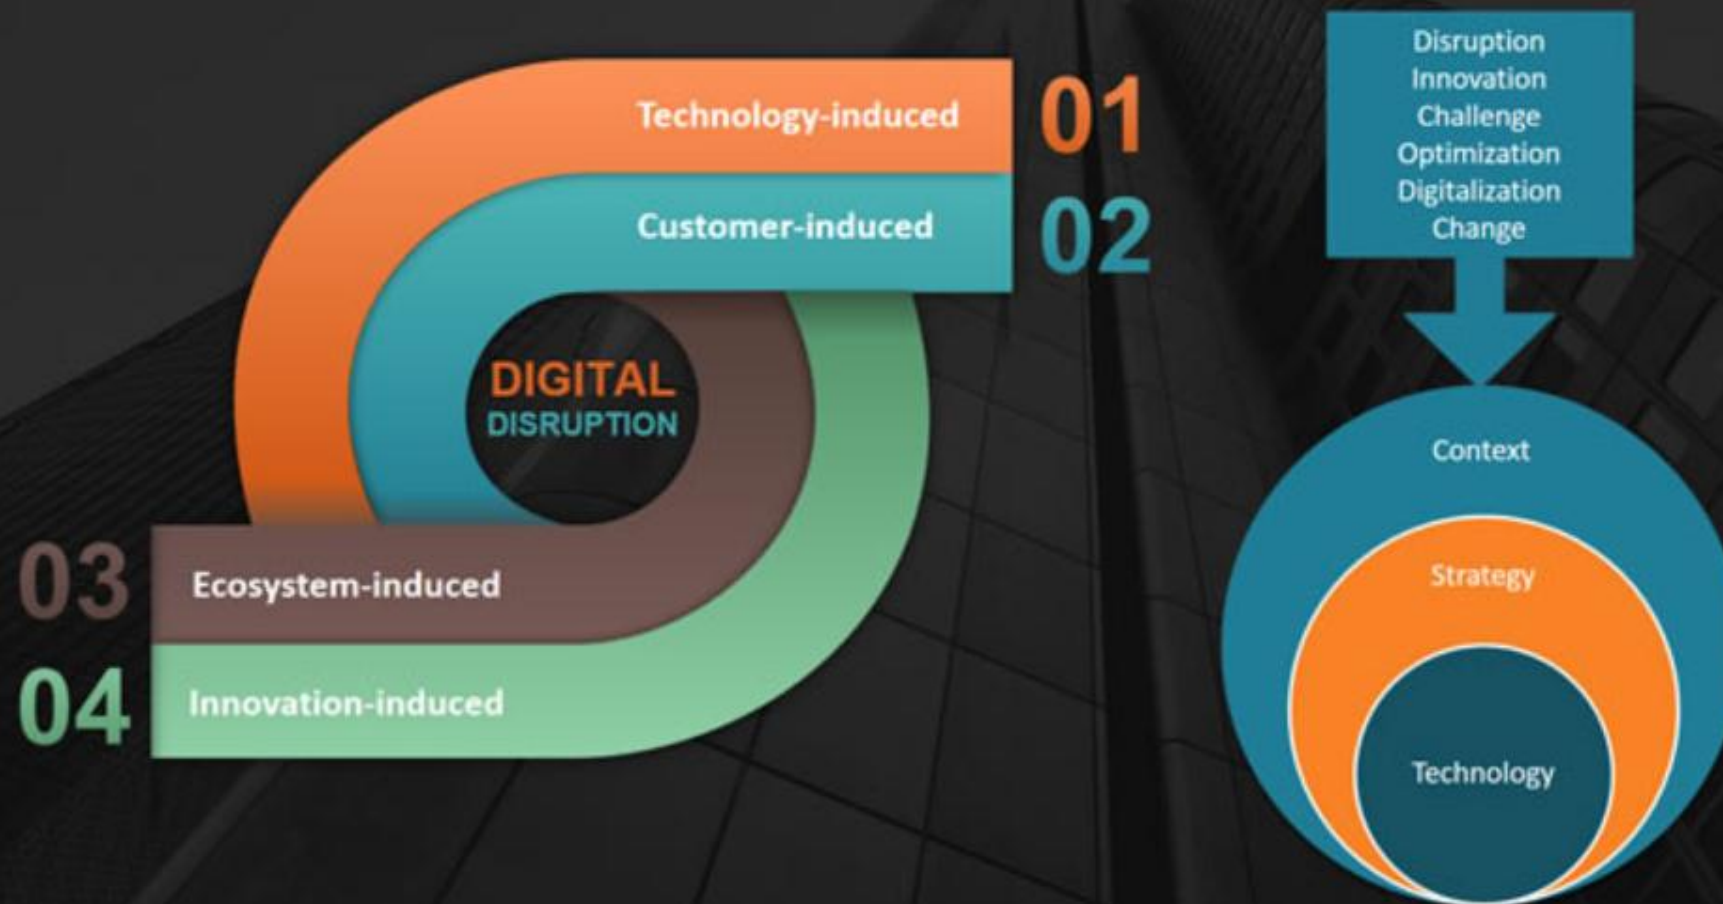 Technology-induced
01
Customer-induced
02
DIGITAL
DISRUPTION
03
Ecosystem-induced
04
Innovation-induced
Disruption
Innovation
Challenge
Optimization
Digitalization
Change
Context
Strategy
Technology